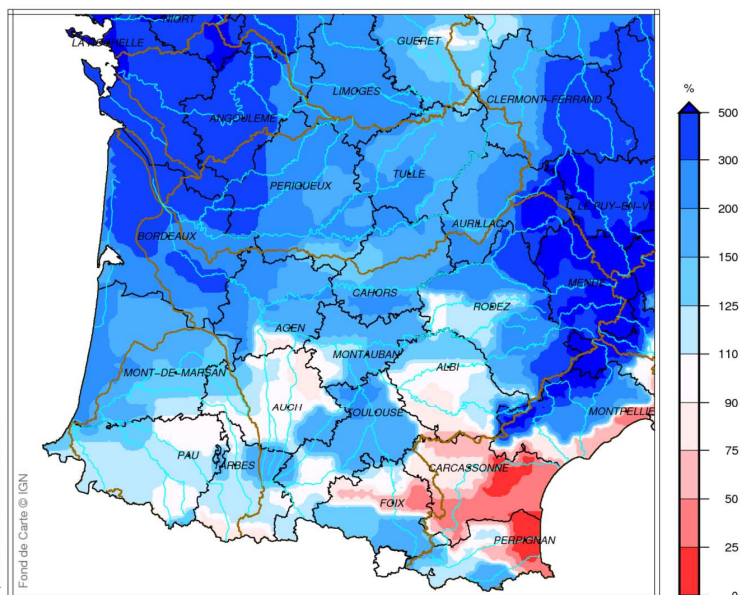 NIORT
LA ROCHELLE
GUERET
%
LIMOGES
CLERMONT-FERRAND
500
ANGOULEME
300
PERIGUEUX
TULLE
200
LE-PUY-EN-VE
AURILLAC
BORDEAUX
150
MENDE
CAHORS
RODEZ
125
AGEN
MONTAUBAN
110
ALBI
MONT-DE-MARSAN
90
AUCH
TOULOUSE
MONTPELLIE
75
PAU
TARBES
CARCASSONNE
50
FOIX
PERPIGNAN
25
0
Fond de Carte © IGN